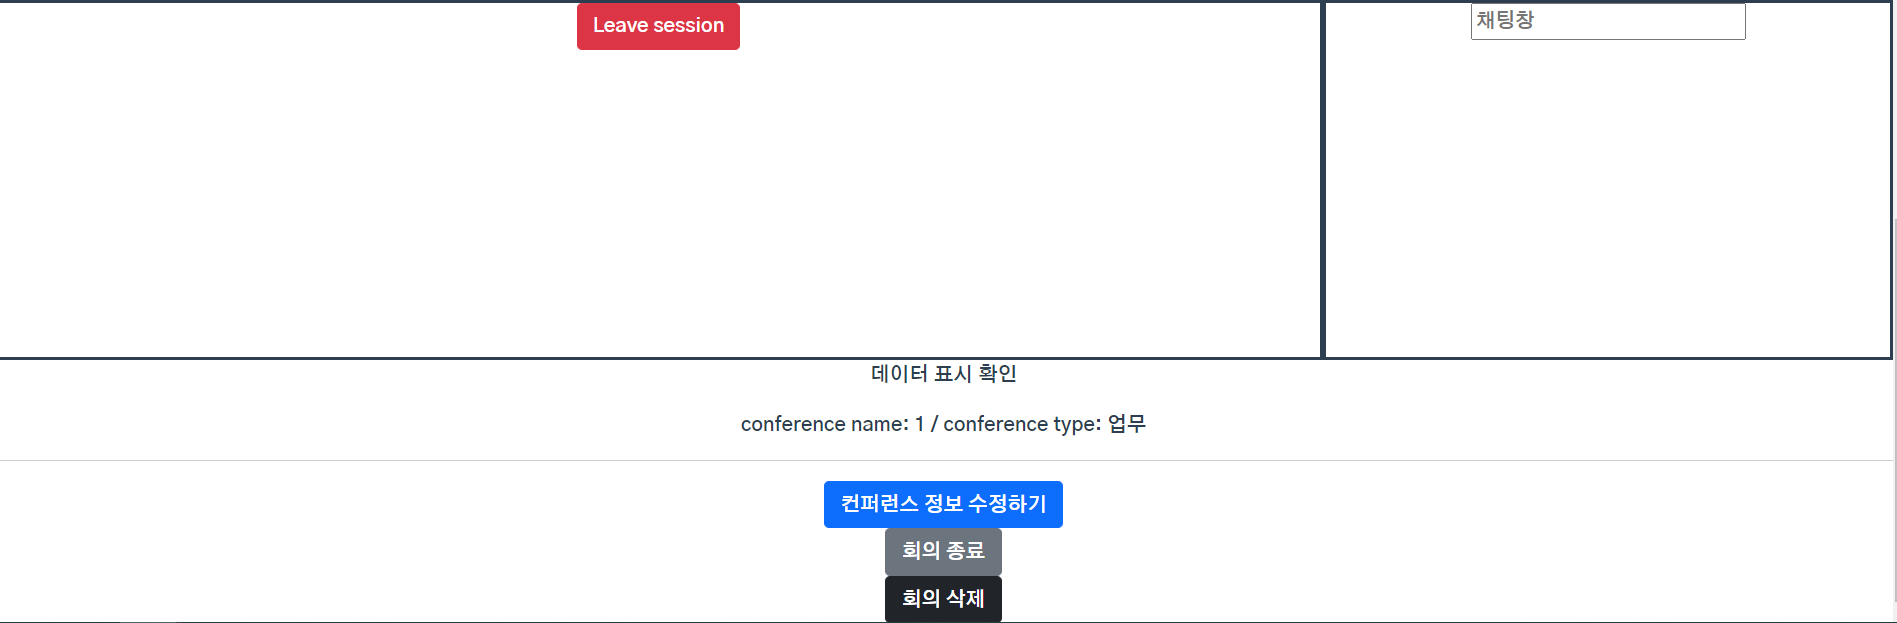 Leave session
채팅창
데이터 표시 확인
conference name: 1 / conference type: 업무
컨퍼런스 정보 수정하기
회의 종료
회의 삭제